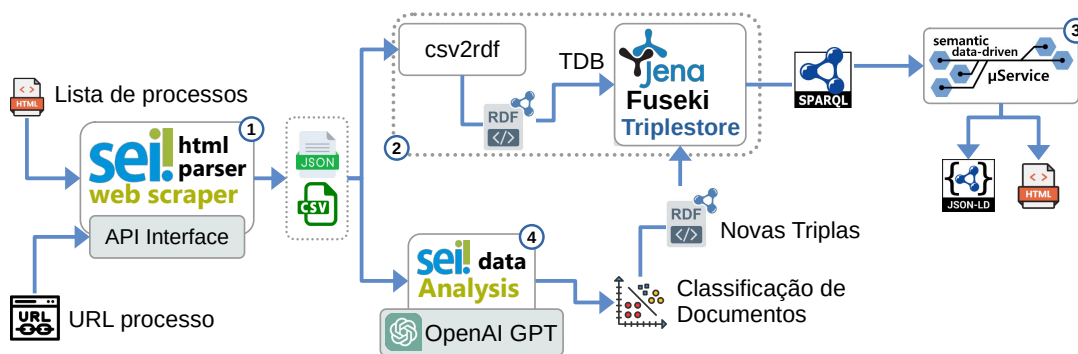 HTML
Lista de processos
1
sei! html
parser
web scraper
API Interface
URL
URL processo
JSON
CSV
2
csv2rdf
RDF
TDB
Jena
Fuseki
Triplestore
SPARQL
3
semantic
data-driven
µService
JSON-LD
HTML
4
sei! data
Analysis
OpenAI GPT
Classificação de
Documentos
RDF
Novas Triplas